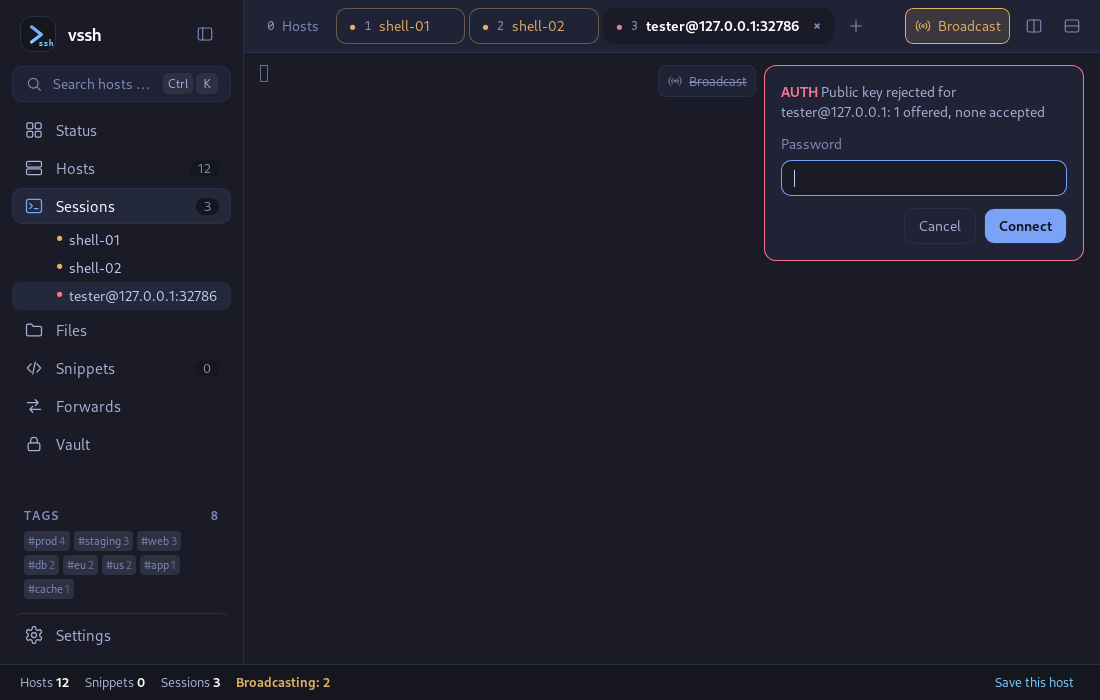 ssh
vssh
Search hosts ...
Ctrl
K
Status
Hosts
12
Sessions
3
shell-01
shell-02
tester@127.0.0.1:32786
Files
Snippets
0
Forwards
Vault
TAGS
8
#prod 4
#staging 3
#web 3
#db 2
#eu 2
#us 2
#app 1
#cache 1
Settings
0 Hosts
1 shell-01
2 shell-02
3 tester@127.0.0.1:32786 ×
Broadcast
Broadcast
AUTH Public key rejected for
tester@127.0.0.1: 1 offered, none accepted
Password
Cancel
Connect
Hosts 12
Snippets 0
Sessions 3
Broadcasting: 2
Save this host